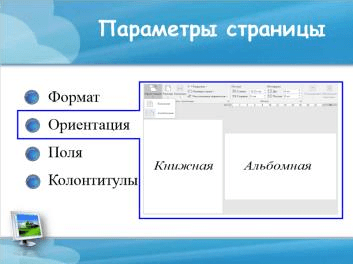 Параметры страницы
Формат
Ориентация
Поля
Колонтитулы
Книжная
Альбомная